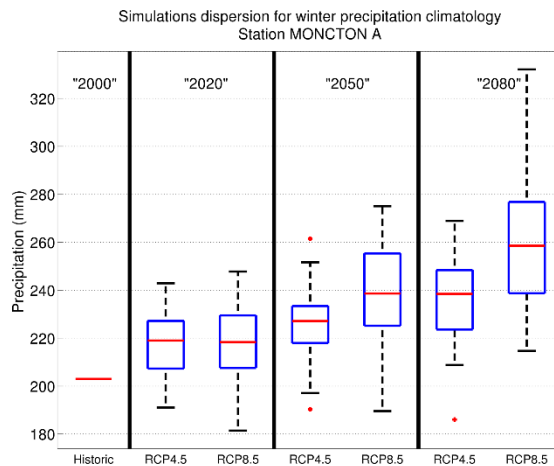 Simulations dispersion for winter precipitation climatology
Station MONCTON A
"2000" "2020" "2050" "2080"
Precipitation (mm)
320
300
280
260
240
220
200
180
Historic RCP4.5 RCP8.5 RCP4.5 RCP8.5 RCP4.5 RCP8.5